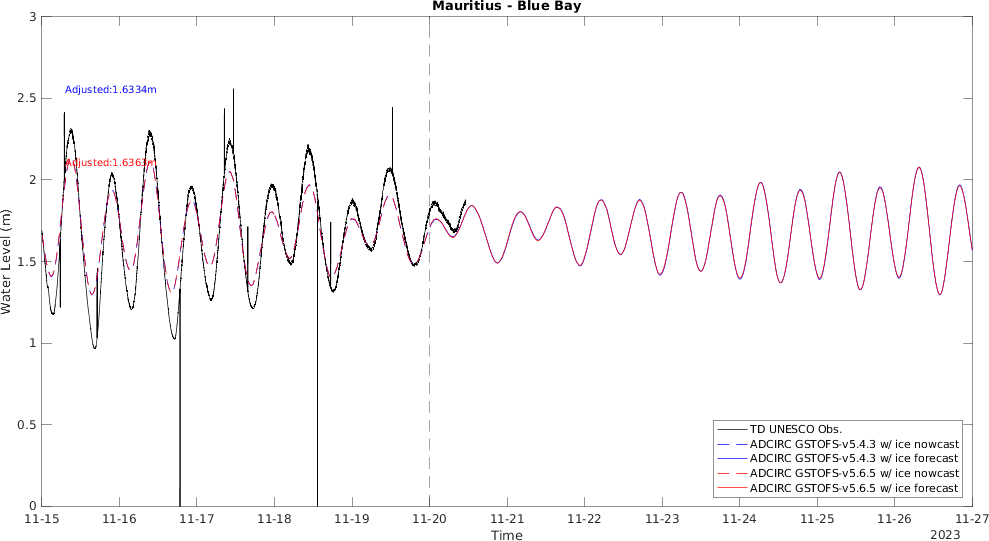 Mauritius - Blue Bay
Water Level (m)
3
2.5
2
1.5
1
0.5
0
Adjusted:1.6334m
Adjusted:1.6363m
TD UNESCO Obs.
ADCIRC GSTOFS-v5.4.3 w/ ice nowcast
ADCIRC GSTOFS-v5.4.3 w/ ice forecast
ADCIRC GSTOFS-v5.6.5 w/ ice nowcast
ADCIRC GSTOFS-v5.6.5 w/ ice forecast
11-15 11-16 11-17 11-18 11-19 11-20 11-21 11-22 11-23 11-24 11-25 11-26 11-27
Time
2023